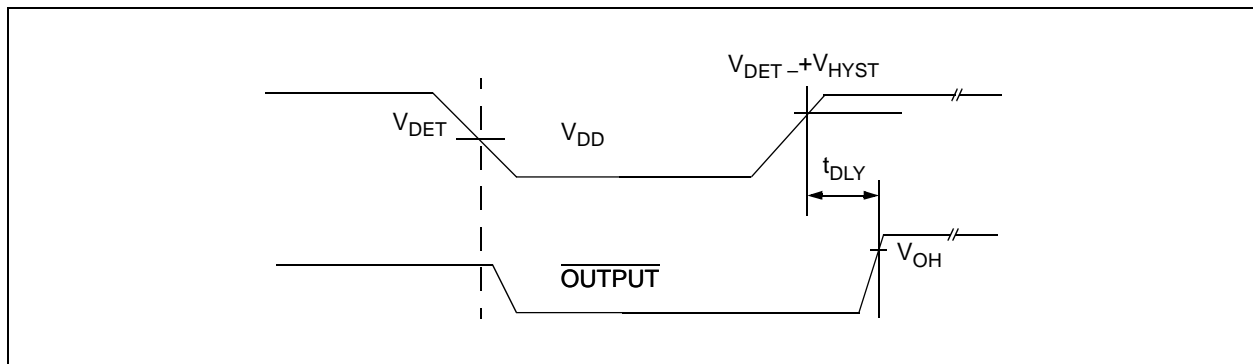 V_DET –+V_HYST
V_DET
V_DD
t_DLY
V_OH
OUTPUT